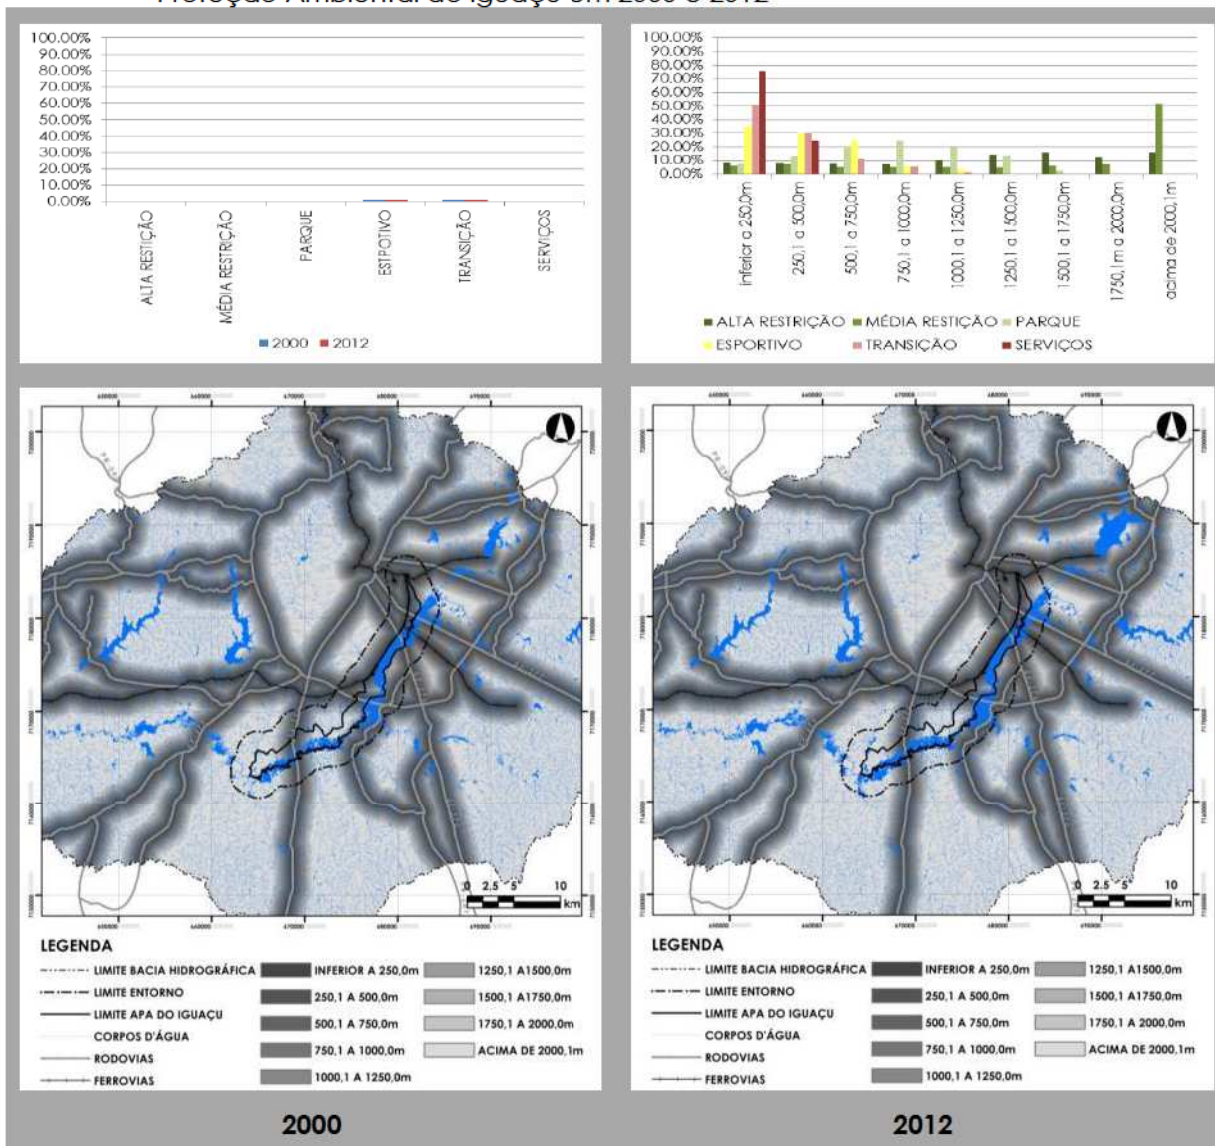 Proteção Ambiental do Iguaçu em 2000 e 2012
100.00%
90.00%
80.00%
70.00%
60.00%
50.00%
40.00%
30.00%
20.00%
10.00%
0.00%
ALTA RESTIÇÃO
MÉDIA RESTRIÇÃO
PARQUE
ESTPOTIVO
TRANSIÇÃO
SERVIÇOS
2000 2012
100.00%
90.00%
80.00%
70.00%
60.00%
50.00%
40.00%
30.00%
20.00%
10.00%
0.00%
inferior a 250,0m
250,1 a 500,0m
500,1 a 750,0m
750,1 a 1000,0m
1000,1 a 1250,0m
1250,1 a 1500,0m
1500,1 a 1750,0m
1750,1m a 2000,0m
acima de 2000,1m
ALTA RESTRIÇÃO MÉDIA RESTIÇÃO PARQUE
ESPORTIVO TRANSIÇÃO SERVIÇOS
0 2.5 5 10
km
LEGENDA
LIMITE BACIA HIDROGRÁFICA INFERIOR A 250,0m 1250,1 A1500,0m
LIMITE ENTORNO 250,1 A 500,0m 1500,1 A1750,0m
LIMITE APA DO IGUAÇU 500,1 A 750,0m 1750,1 A 2000,0m
CORPOS D'ÁGUA 750,1 A 1000,0m ACIMA DE 2000,1m
RODOVIAS 1000,1 A 1250,0m
FERROVIAS
2000
0 2.5 5 10
km
LEGENDA
LIMITE BACIA HIDROGRÁFICA INFERIOR A 250,0m 1250,1 A1500,0m
LIMITE ENTORNO 250,1 A 500,0m 1500,1 A1750,0m
LIMITE APA DO IGUAÇU 500,1 A 750,0m 1750,1 A 2000,0m
CORPOS D'ÁGUA 750,1 A 1000,0m ACIMA DE 2000,1m
RODOVIAS 1000,1 A 1250,0m
FERROVIAS
2012